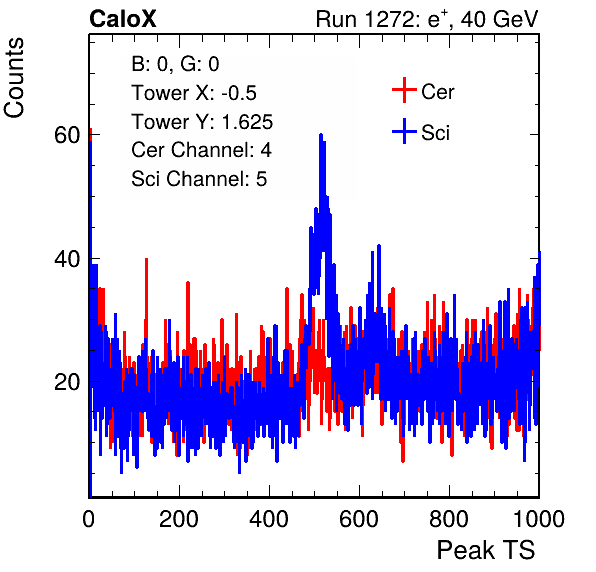 CaloX Run 1272: e⁺, 40 GeV
Counts
B: 0, G: 0
Tower X: -0.5
Tower Y: 1.625
Cer Channel: 4
Sci Channel: 5
Cer
Sci
60
40
20
0 200 400 600 800 1000
Peak TS